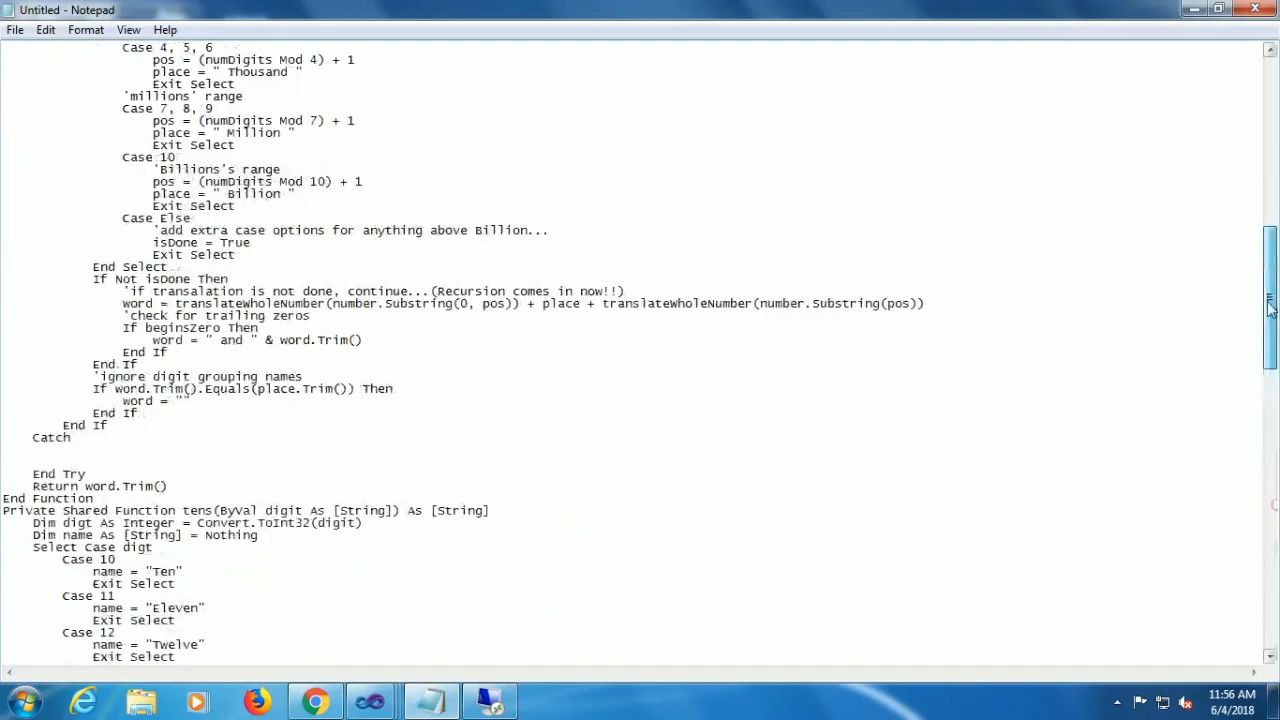 Untitled - Notepad
File Edit Format View Help
Case 4, 5, 6
pos = (numDigits Mod 4) + 1
place = " Thousand "
Exit Select
'millions' range
Case 7, 8, 9
pos = (numDigits Mod 7) + 1
place = " Million "
Exit Select
Case 10
'Billions's range
pos = (numDigits Mod 10) + 1
place = " Billion "
Exit Select
Case Else
'add extra case options for anything above Billion...
isDone = True
Exit Select
End Select
If Not isDone Then
'if transalation is not done, continue...(Recursion comes in now!!)
word = translateWholeNumber(number.Substring(0, pos)) + place + translateWholeNumber(number.Substring(pos))
'check for trailing zeros
If beginsZero Then
word = " and " & word.Trim()
End If
End If
'ignore digit grouping names
If word.Trim().Equals(place.Trim()) Then
word = ""
End If
End If
Catch
End Try
Return word.Trim()
End Function
Private Shared Function tens(ByVal digit As [String]) As [String]
Dim digt As Integer = Convert.ToInt32(digit)
Dim name As [String] = Nothing
Select Case digt
Case 10
name = "Ten"
Exit Select
Case 11
name = "Eleven"
Exit Select
Case 12
name = "Twelve"
Exit Select
11:56 AM
6/4/2018